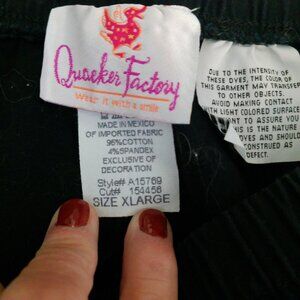 Quacker Factory
Wear it with a smile
MADE IN MEXICO
OF IMPORTED FABRIC
96%COTTON
4%SPANDEX
EXCLUSIVE OF
DECORATION
Style# A15769
Cut# 154456
SIZE XLARGE
DUE TO THE INTENSITY OF
THESE DYES, THE COLOR OF
THIS GARMENT MAY TRANSFER
TO OTHER OBJECTS.
AVOID MAKING CONTACT
WITH LIGHT COLORED SURFACE
ANT TO ASSURE YOU
THIS IS THE NATURE
DYES AND SHOULD
CONSTRUED AS
DEFECT.